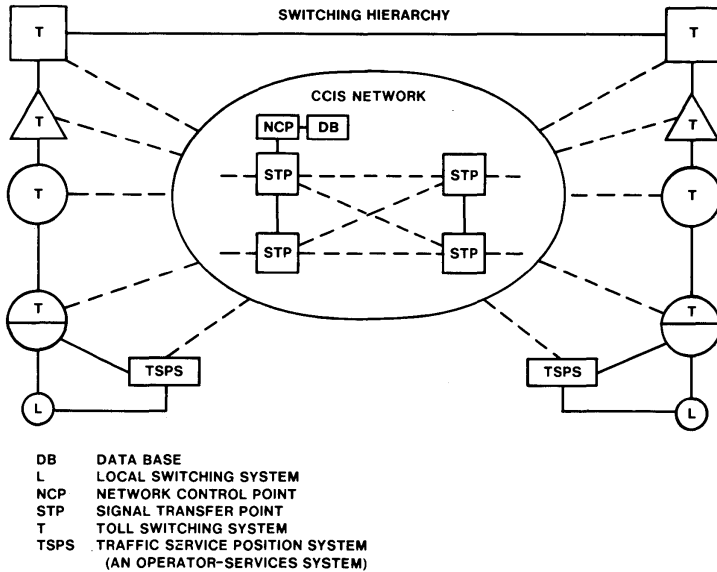 SWITCHING HIERARCHY
T
T
CCIS NETWORK
T
T
NCP
DB
STP
STP
T
T
STP
STP
T
T
TSPS
TSPS
L
L
DB DATA BASE
L LOCAL SWITCHING SYSTEM
NCP NETWORK CONTROL POINT
STP SIGNAL TRANSFER POINT
T TOLL SWITCHING SYSTEM
TSPS TRAFFIC SERVICE POSITION SYSTEM
(AN OPERATOR-SERVICES SYSTEM)